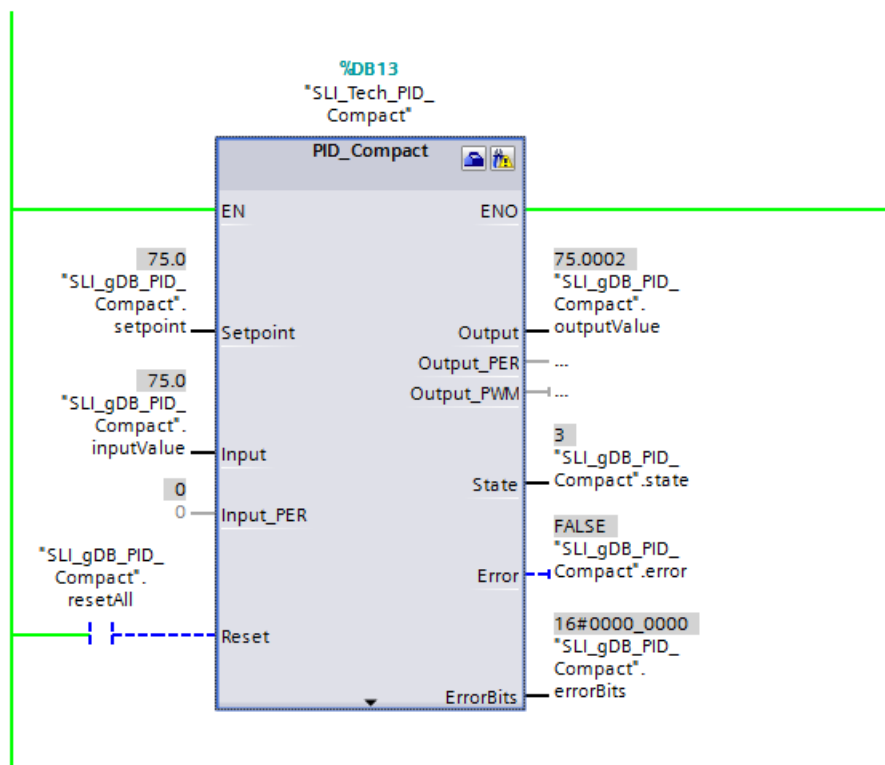 %DB13
"SLI_Tech_PID_
Compact"
PID_Compact
EN
ENO
75.0
"SLI_gDB_PID_
Compact".
setpoint
Setpoint
75.0002
"SLI_gDB_PID_
Compact".
outputValue
Output
Output_PER
...
Output_PWM
...
75.0
"SLI_gDB_PID_
Compact".
inputValue
Input
3
"SLI_gDB_PID_
Compact".state
State
0
0
Input_PER
FALSE
"SLI_gDB_PID_
Compact".error
Error
"SLI_gDB_PID_
Compact".
resetAll
Reset
16#0000_0000
"SLI_gDB_PID_
Compact".
errorBits
ErrorBits